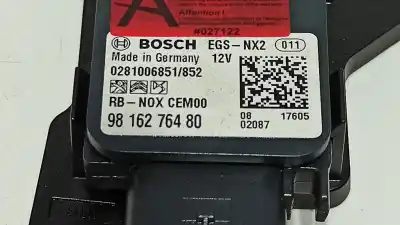 Attention !
#027122
BOSCH EGS-NX2 011
Made in Germany 12V
0281006851/852
RB-NOX CEM00
98 162 764 80
08 17605
02087